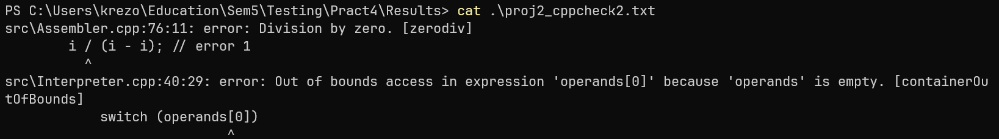 PS C:\Users\krezo\Education\Sem5\Testing\Pract4\Results> cat .\proj2_cppcheck2.txt
src\Assembler.cpp:76:11: error: Division by zero. [zerodiv]
        i / (i - i); // error 1
          ^
src\Interpreter.cpp:40:29: error: Out of bounds access in expression 'operands[0]' because 'operands' is empty. [containerOu
tOfBounds]
            switch (operands[0])
                            ^